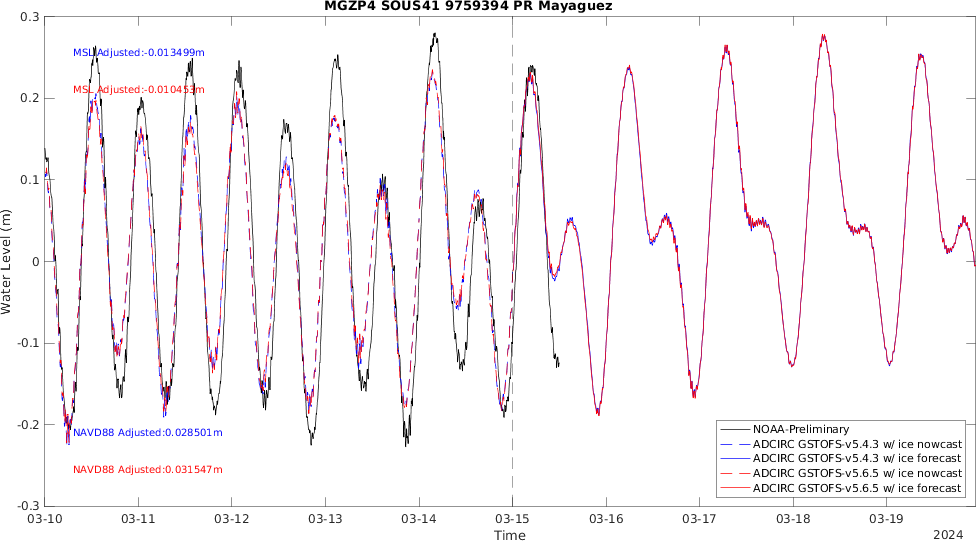 MGZP4 SOUS41 9759394 PR Mayaguez
0.3
0.2
0.1
0
-0.1
-0.2
-0.3
Water Level (m)
MSL Adjusted:-0.013499m
MSL Adjusted:-0.010453m
NAVD88 Adjusted:0.028501m
NAVD88 Adjusted:0.031547m
NOAA-Preliminary
ADCIRC GSTOFS-v5.4.3 w/ ice nowcast
ADCIRC GSTOFS-v5.4.3 w/ ice forecast
ADCIRC GSTOFS-v5.6.5 w/ ice nowcast
ADCIRC GSTOFS-v5.6.5 w/ ice forecast
03-10 03-11 03-12 03-13 03-14 03-15 03-16 03-17 03-18 03-19
Time
2024